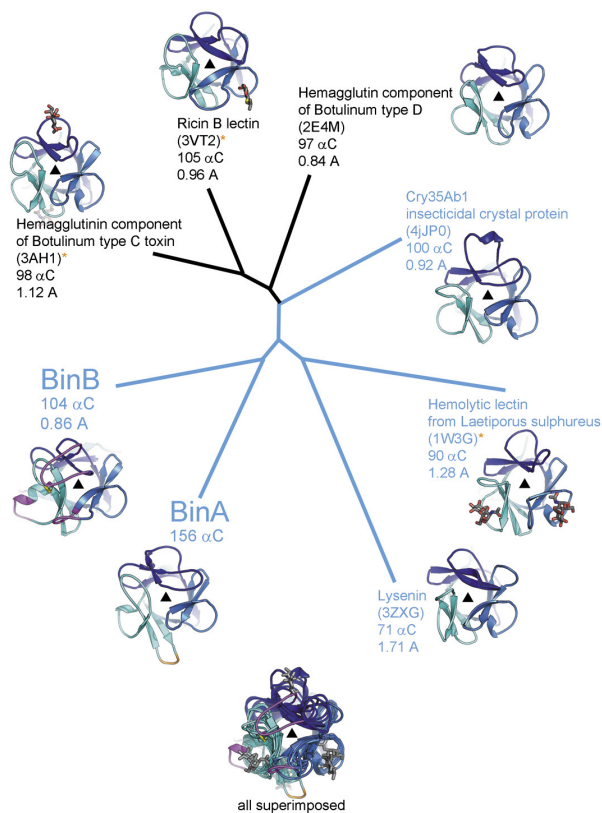 Ricin B lectin
(3VT2)*
105 αC
0.96 A
Hemagglutin component
of Botulinum type D
(2E4M)
97 αC
0.84 A
Hemagglutinin component
of Botulinum type C toxin
(3AH1)*
98 αC
1.12 A
Cry35Ab1
insecticidal crystal protein
(4jJP0)
100 αC
0.92 A
BinB
104 αC
0.86 A
Hemolytic lectin
from Laetiporus sulphureus
(1W3G)*
90 αC
1.28 A
BinA
156 αC
Lysenin
(3ZXG)
71 αC
1.71 A
all superimposed